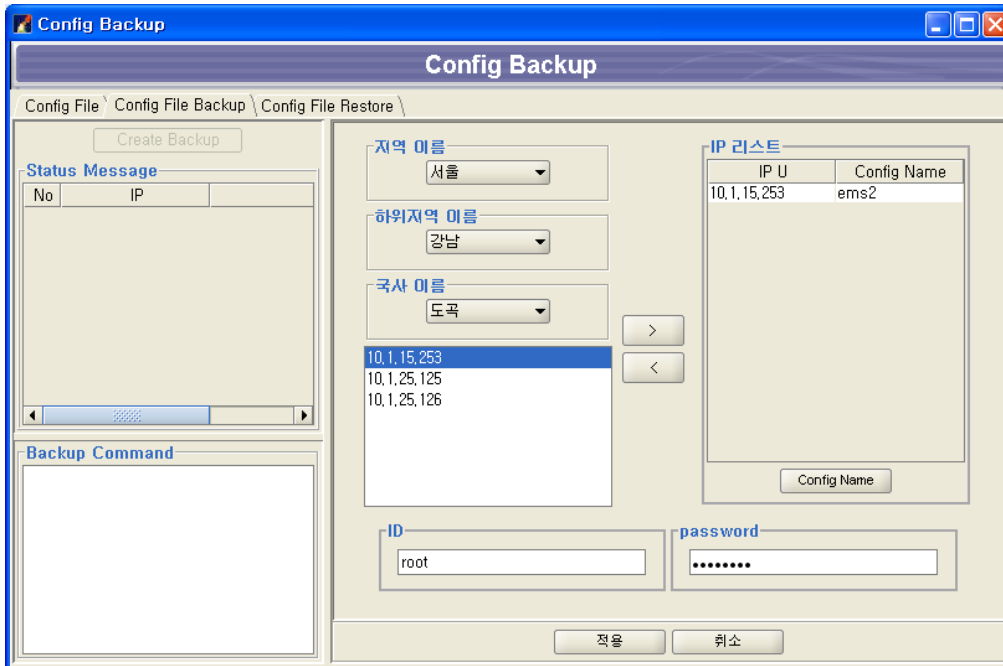 Config Backup
Config Backup
Config File
Config File Backup
Config File Restore
Create Backup
Status Message
No
IP
Backup Command
지역 이름
서울
하위지역 이름
강남
국사 이름
도곡
10,1,15,253
10,1,25,125
10,1,25,126
>
<
IP 리스트
IP U
Config Name
10,1,15,253
ems2
Config Name
ID
root
password
••••••••
적용
취소